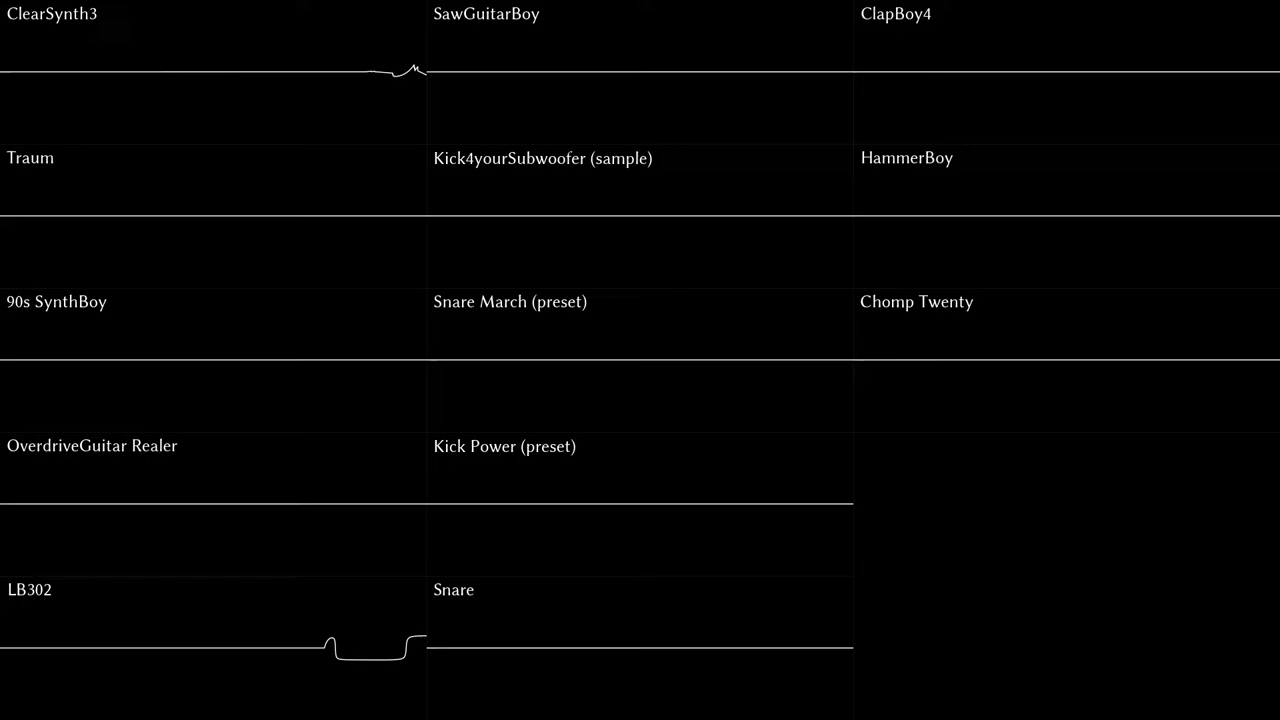 ClearSynth3
SawGuitarBoy
ClapBoy4
Traum
Kick4yourSubwoofer (sample)
HammerBoy
90s SynthBoy
Snare March (preset)
Chomp Twenty
OverdriveGuitar Realer
Kick Power (preset)
LB302
Snare